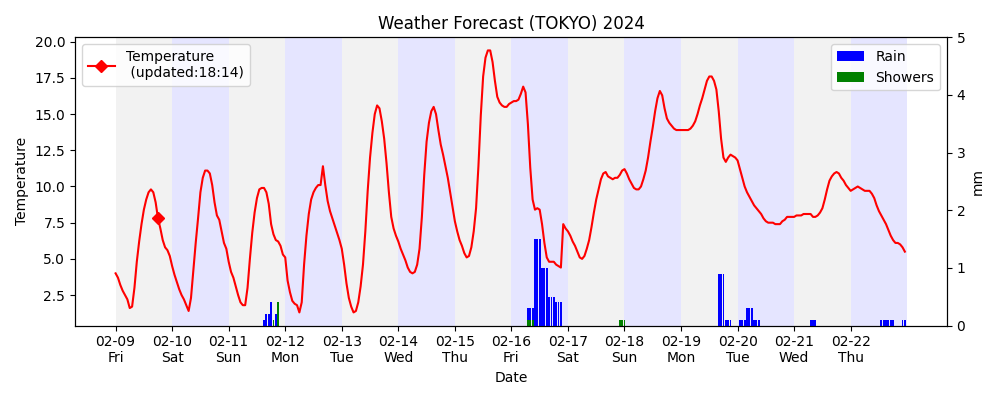 Weather Forecast (TOKYO) 2024
Temperature
(updated:18:14)
Rain
Showers
20.0
17.5
15.0
12.5
10.0
7.5
5.0
2.5
Temperature
5
4
3
2
1
0
mm
02-09 02-10 02-11 02-12 02-13 02-14 02-15 02-16 02-17 02-18 02-19 02-20 02-21 02-22
Fri Sat Sun Mon Tue Wed Thu Fri Sat Sun Mon Tue Wed Thu
Date